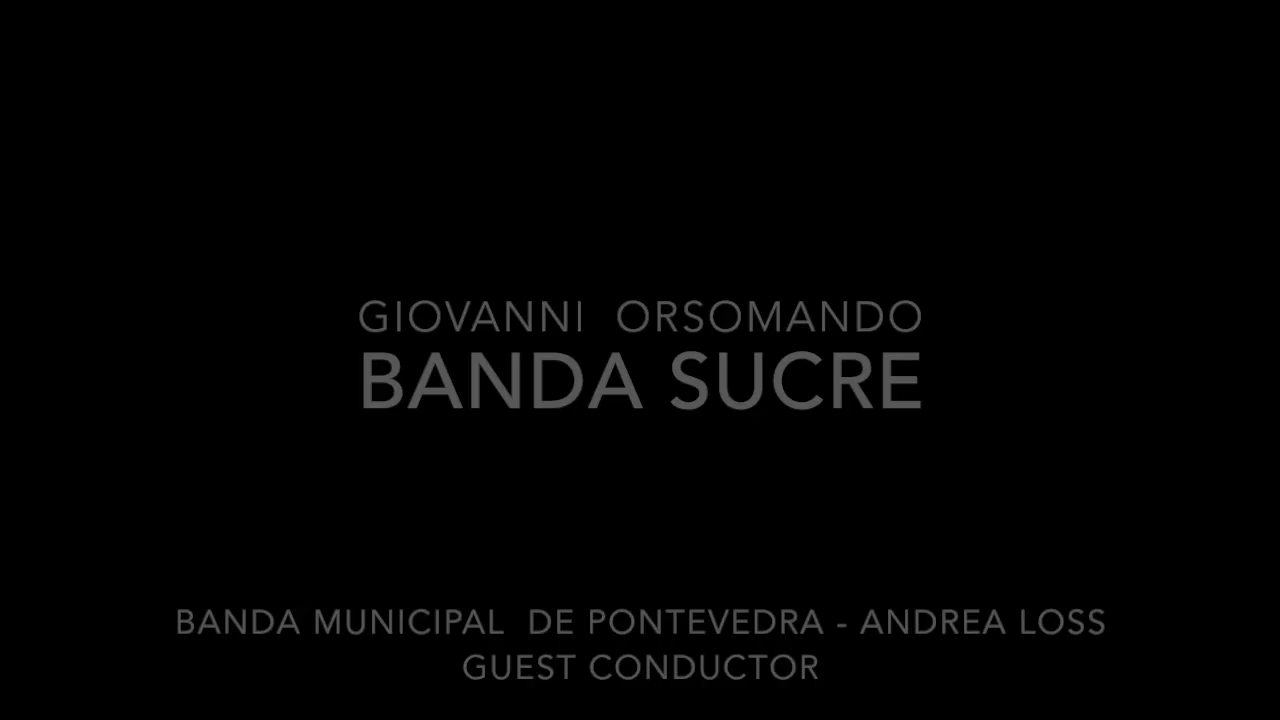 GIOVANNI ORSOMANDO
BANDA SUCRE
BANDA MUNICIPAL DE PONTEVEDRA - ANDREA LOSS
GUEST CONDUCTOR